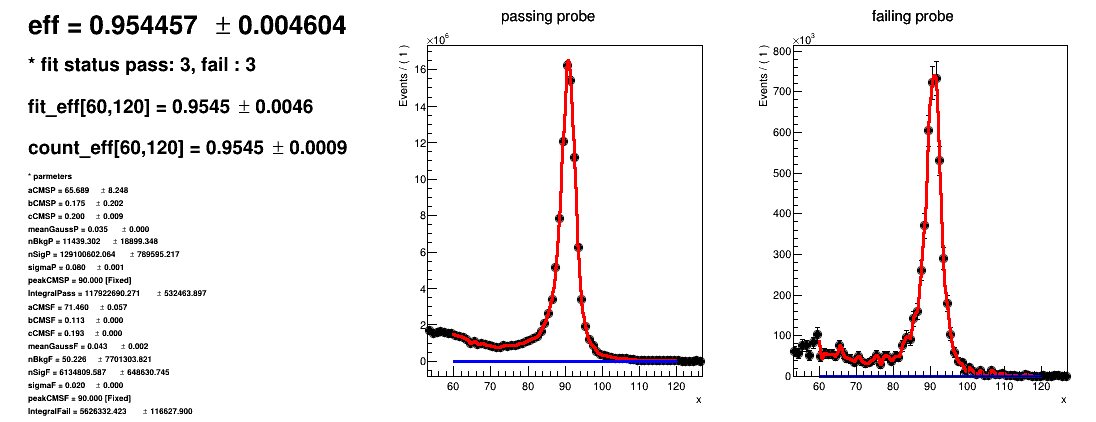 eff = 0.954457 ± 0.004604
* fit status pass: 3, fail : 3
fit_eff[60,120] = 0.9545 ± 0.0046
count_eff[60,120] = 0.9545 ± 0.0009
* parmeters
aCMSP = 65.689 ± 8.248
bCMSP = 0.175 ± 0.202
cCMSP = 0.200 ± 0.009
meanGaussP = 0.035 ± 0.000
nBkgP = 11439.302 ± 18899.348
nSigP = 129100602.064 ± 789595.217
sigmaP = 0.080 ± 0.001
peakCMSP = 90.000 [Fixed]
IntegralPass = 117922690.271 ± 532463.897
aCMSF = 71.460 ± 0.057
bCMSF = 0.113 ± 0.000
cCMSF = 0.193 ± 0.000
meanGaussF = 0.043 ± 0.002
nBkgF = 50.226 ± 7701303.821
nSigF = 6134809.587 ± 648630.745
sigmaF = 0.020 ± 0.000
peakCMSF = 90.000 [Fixed]
IntegralFail = 5626332.423 ± 116627.900
passing probe
×10⁶
Events / ( 1 )
16
14
12
10
8
6
4
2
0
60 70 80 90 100 110 120
x
failing probe
×10³
Events / ( 1 )
800
700
600
500
400
300
200
100
0
60 70 80 90 100 110 120
x